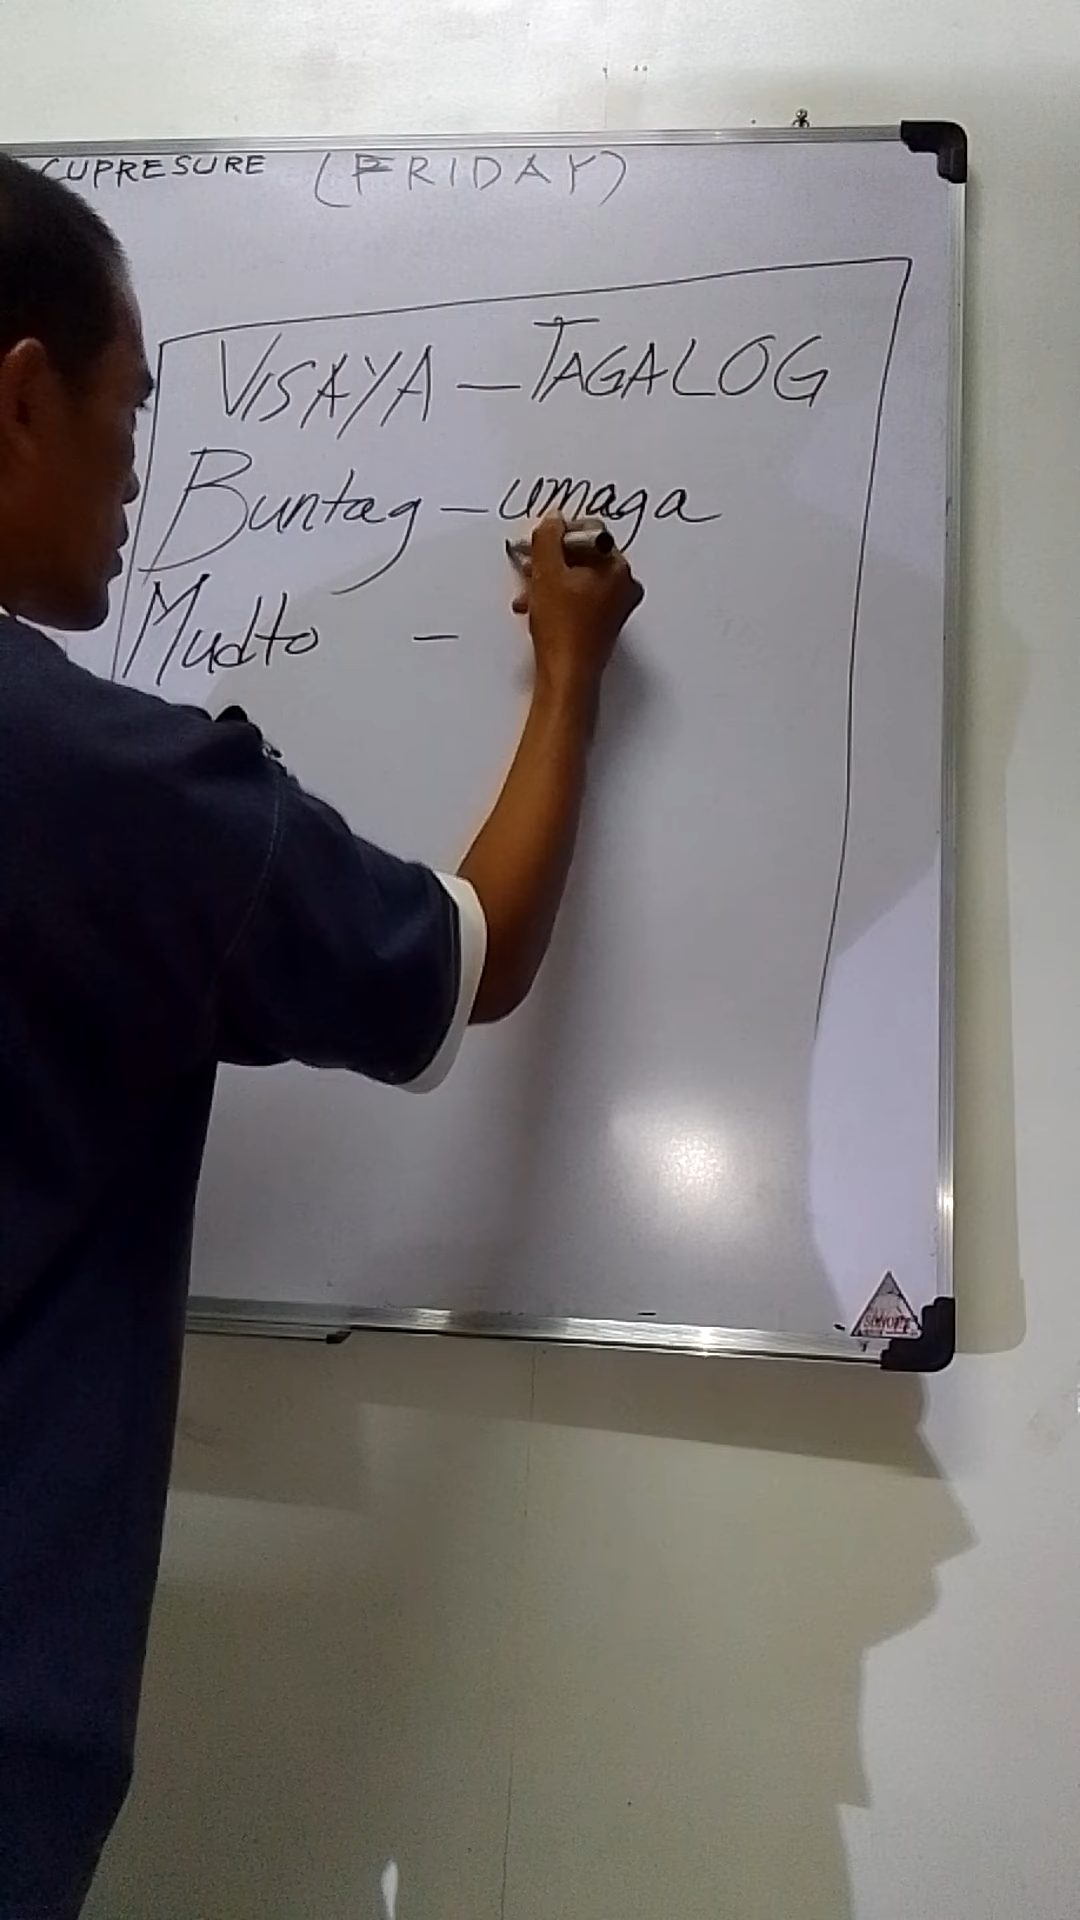 CUPRESURE (FRIDAY)
VISAYA - TAGALOG
Buntag - umaga
Mudto -